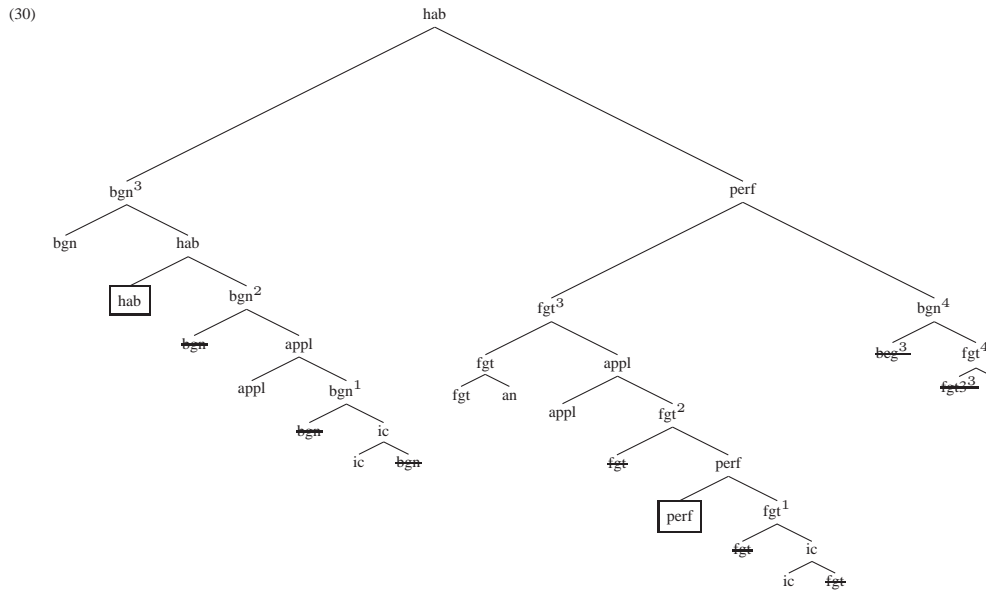 (30) hab
bgn³ perf
bgn hab
hab bgn² fgt³ bgn⁴
bgn appl beg³ fgt⁴
fgt appl fgt3³
appl bgn¹ fgt an
appl fgt²
bgn ic
ic bgn fgt perf
perf fgt¹
fgt ic
ic fgt